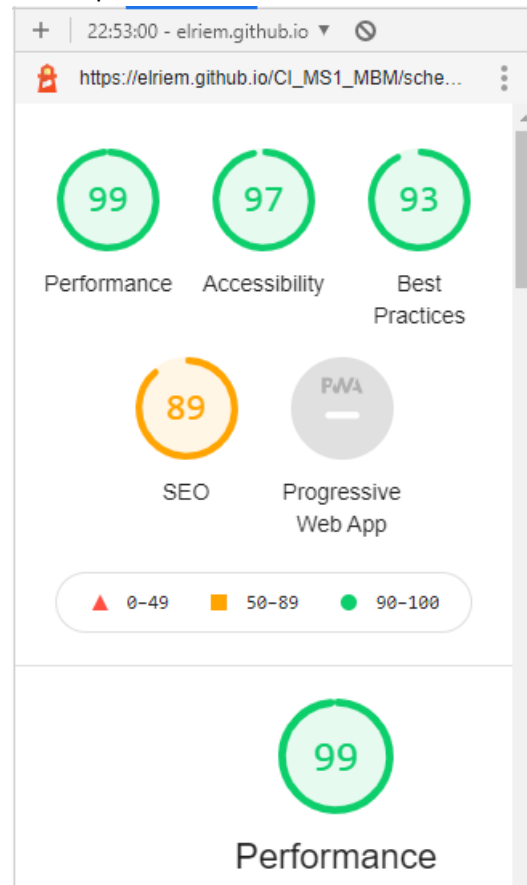 + 22:53:00 - elriem.github.io ▼
https://elriem.github.io/CI_MS1_MBM/sche...
99 97 93
Performance Accessibility Best
Practices
89 PWA
SEO Progressive
Web App
0–49 50–89 90–100
99
Performance